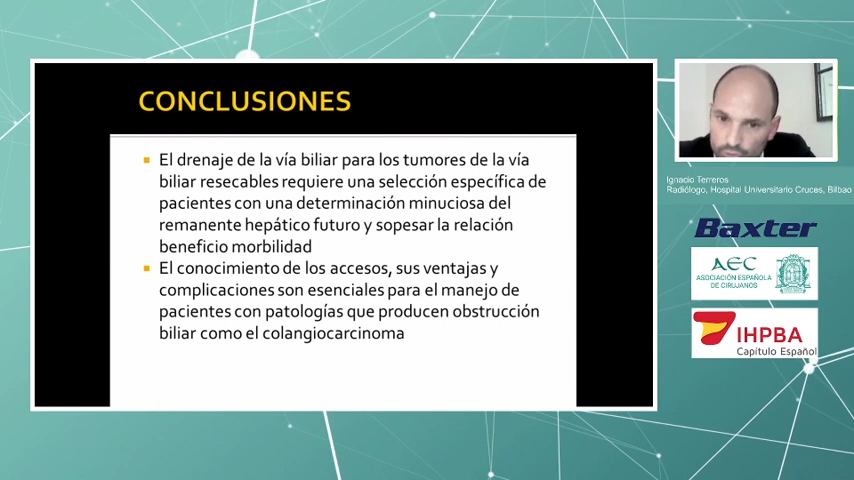 CONCLUSIONES
El drenaje de la vía biliar para los tumores de la vía
biliar resecables requiere una selección específica de
pacientes con una determinación minuciosa del
remanente hepático futuro y sopesar la relación
beneficio morbilidad
El conocimiento de los accesos, sus ventajas y
complicaciones son esenciales para el manejo de
pacientes con patologías que producen obstrucción
biliar como el colangiocarcinoma
Ignacio Terreros
Radiólogo, Hospital Universitario Cruces, Bilbao
Baxter
AEC
ASOCIACIÓN ESPAÑOLA
DE CIRUJANOS
IHPBA
Capítulo Español